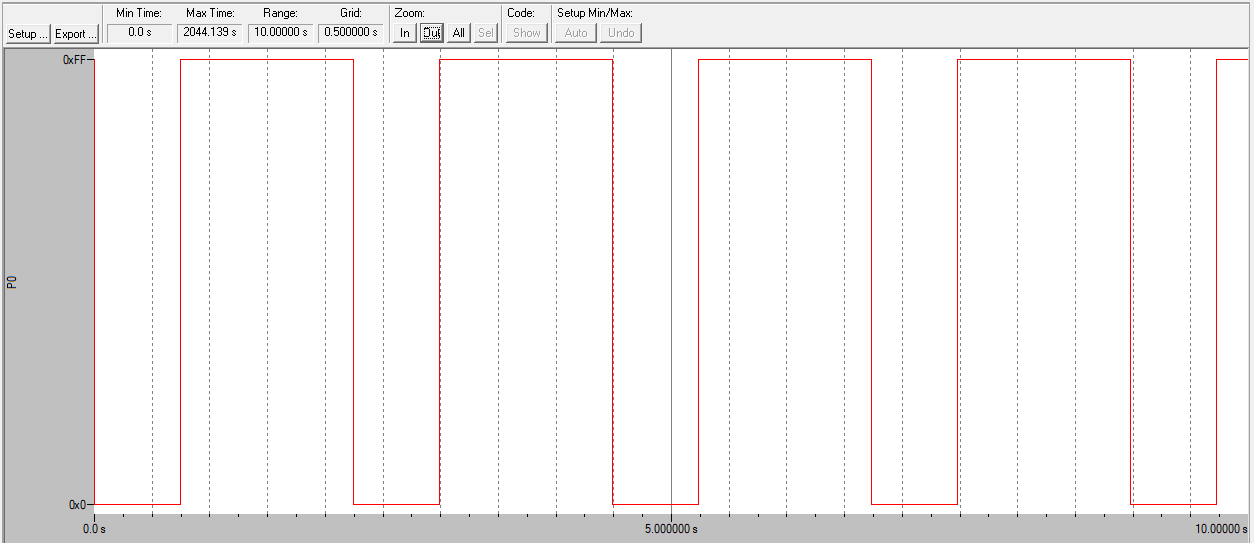 Min Time: Max Time: Range: Grid: Zoom: Code: Setup Min/Max:
Setup ... Export ... 0.0 s 2044.139 s 10.00000 s 0.500000 s In Out All Sel Show Auto Undo
0xFF
P0
0x0
0.0 s 5.000000 s 10.00000 s